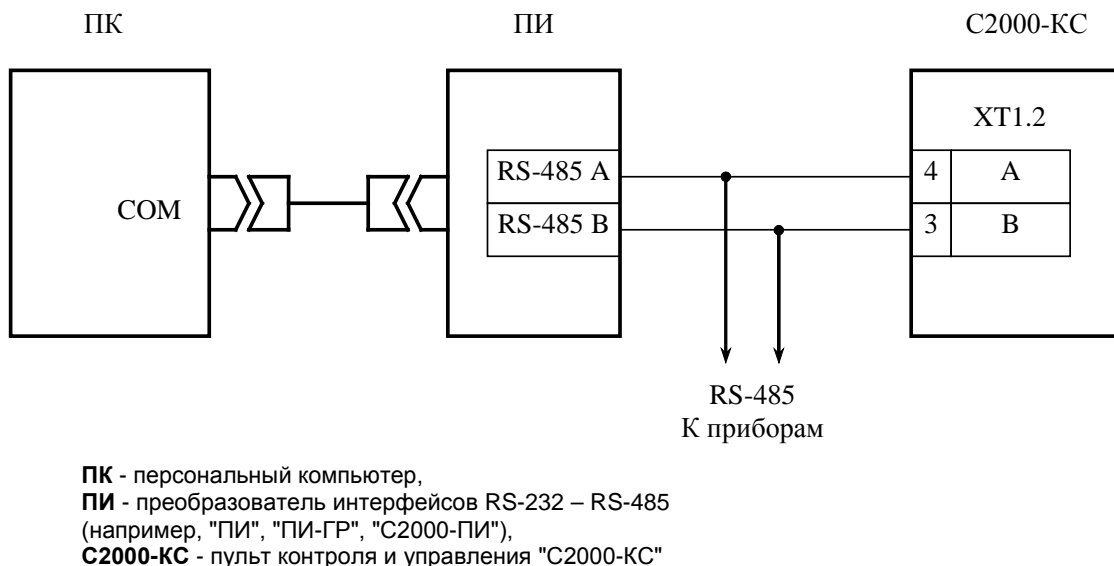 ПК
ПИ
С2000-КС
COM
RS-485 A
RS-485 B
XT1.2
4 A
3 B
RS-485
К приборам
ПК - персональный компьютер,
ПИ - преобразователь интерфейсов RS-232 – RS-485
(например, "ПИ", "ПИ-ГР", "С2000-ПИ"),
С2000-КС - пульт контроля и управления "С2000-КС"